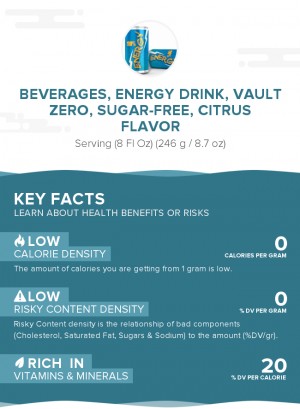 ENERGY
BEVERAGES, ENERGY DRINK, VAULT
ZERO, SUGAR-FREE, CITRUS
FLAVOR
Serving (8 Fl Oz) (246 g / 8.7 oz)
KEY FACTS
LEARN ABOUT HEALTH BENEFITS OR RISKS
LOW
CALORIE DENSITY
0
CALORIES PER GRAM
The amount of calories you are getting from 1 gram is low.
LOW
RISKY CONTENT DENSITY
0
% DV PER GRAM
Risky Content density is the relationship of bad components
(Cholesterol, Saturated Fat, Sugars & Sodium) to the amount (%DV/gr).
RICH IN
VITAMINS & MINERALS
20
% DV PER CALORIE